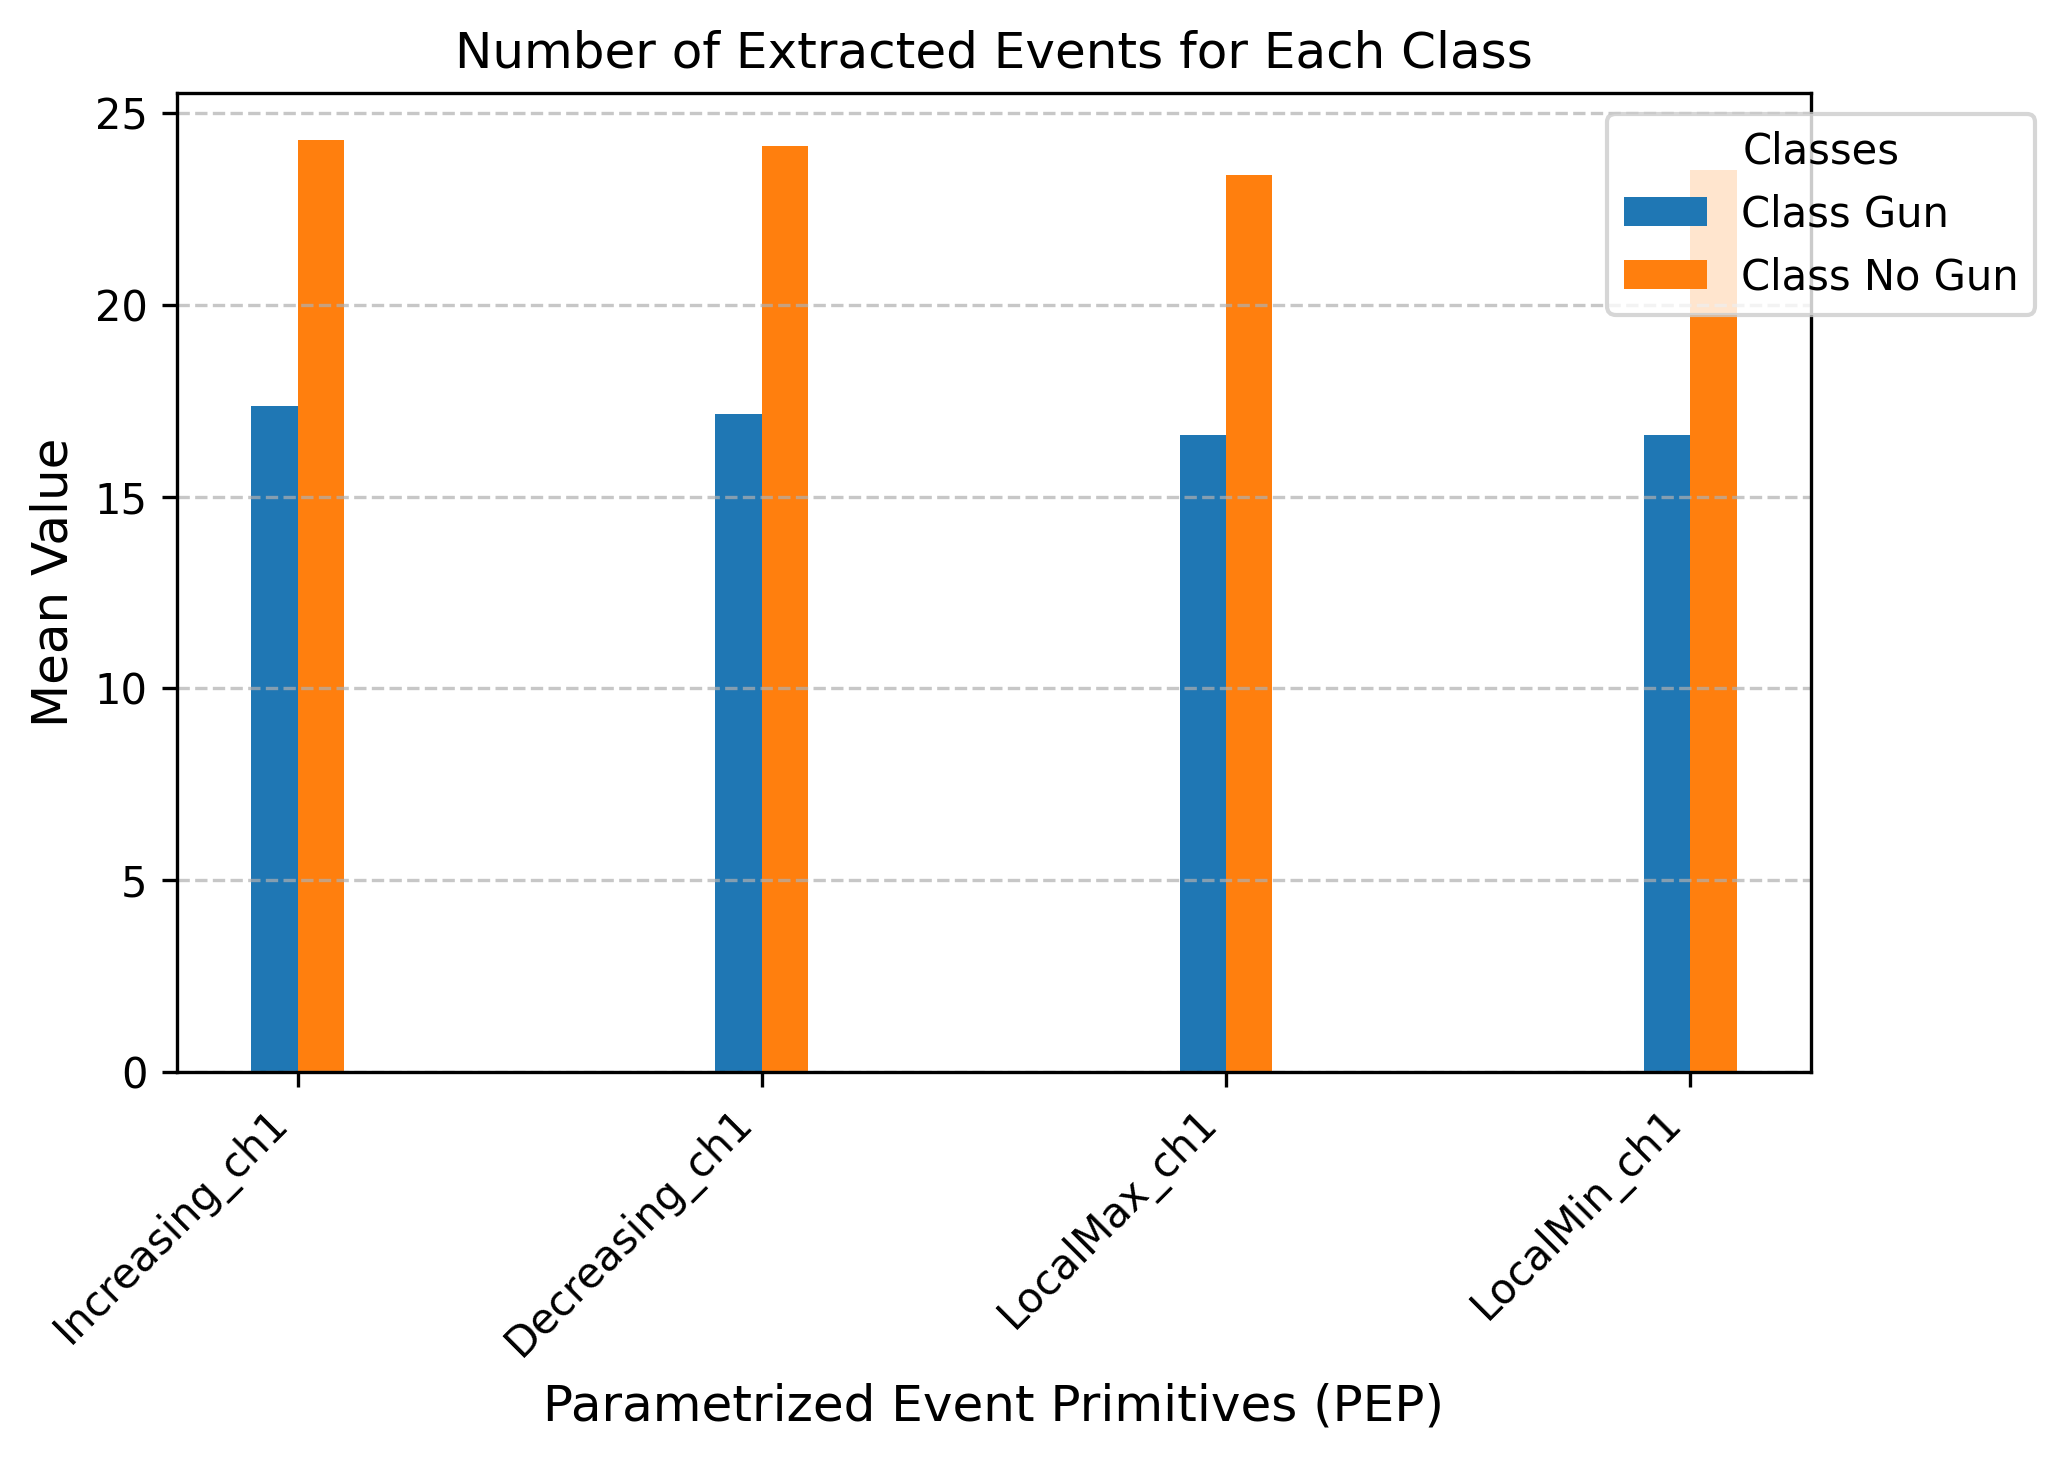 Number of Extracted Events for Each Class
25
20
15
10
5
0
Mean Value
Classes
Class Gun
Class No Gun
Increasing_ch1
Decreasing_ch1
LocalMax_ch1
LocalMin_ch1
Parametrized Event Primitives (PEP)